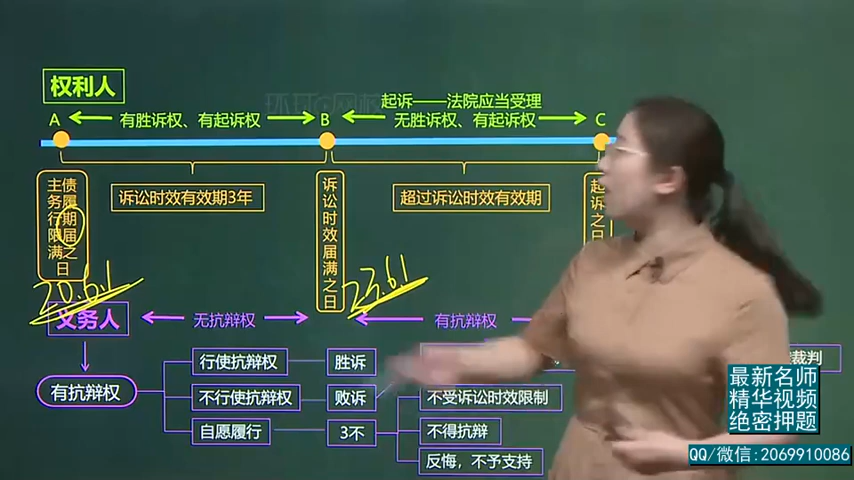 权利人
起诉——法院应当受理
A
有胜诉权、有起诉权
B
无胜诉权、有起诉权
C
诉讼时效有效期3年
超过诉讼时效有效期
主债务履行期限届满之日
诉讼时效届满之日
起诉之日
20.6.1
23.6.1
义务人
无抗辩权
有抗辩权
有抗辩权
行使抗辩权
胜诉
裁判
不行使抗辩权
败诉
不受诉讼时效限制
自愿履行
3不
不得抗辩
反悔，不予支持
最新名师
精华视频
绝密押题
QQ/微信:2069910086